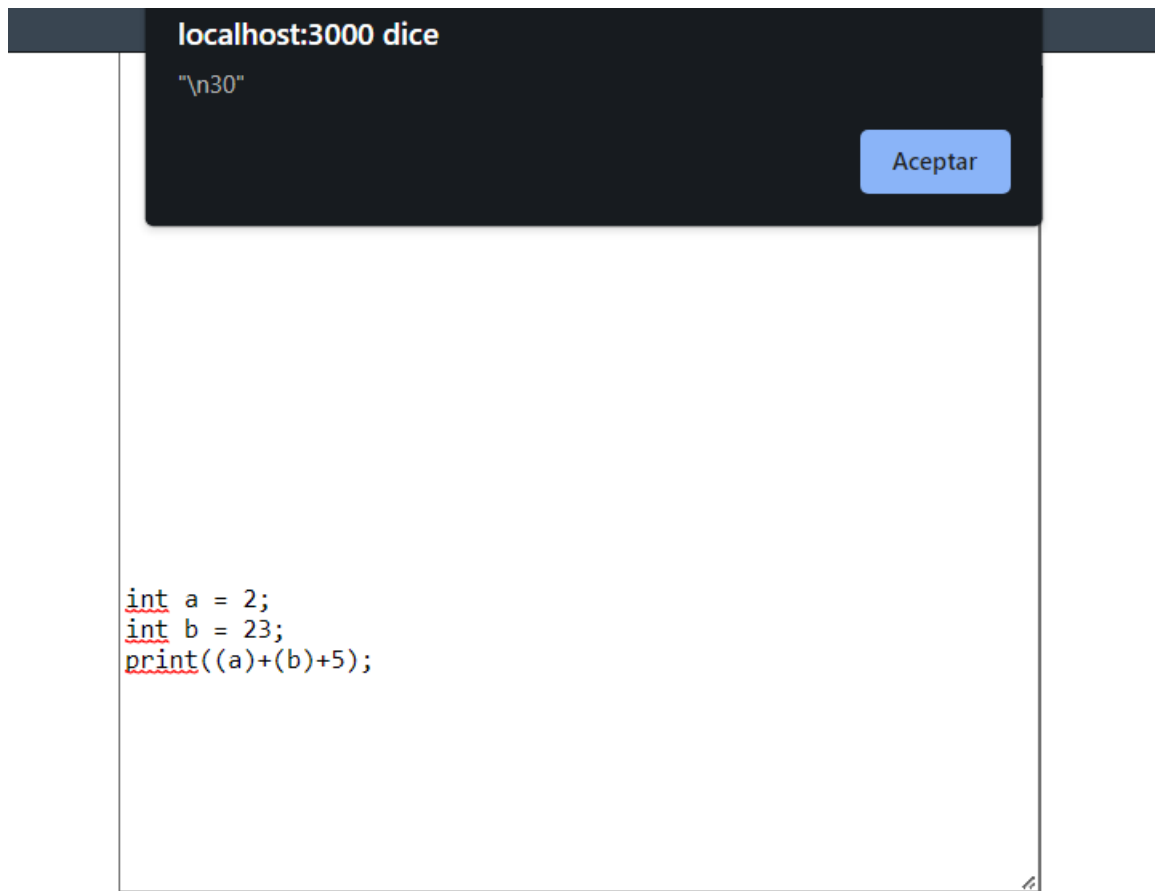 localhost:3000 dice
"\n30"
Aceptar
int a = 2;
int b = 23;
print((a)+(b)+5);